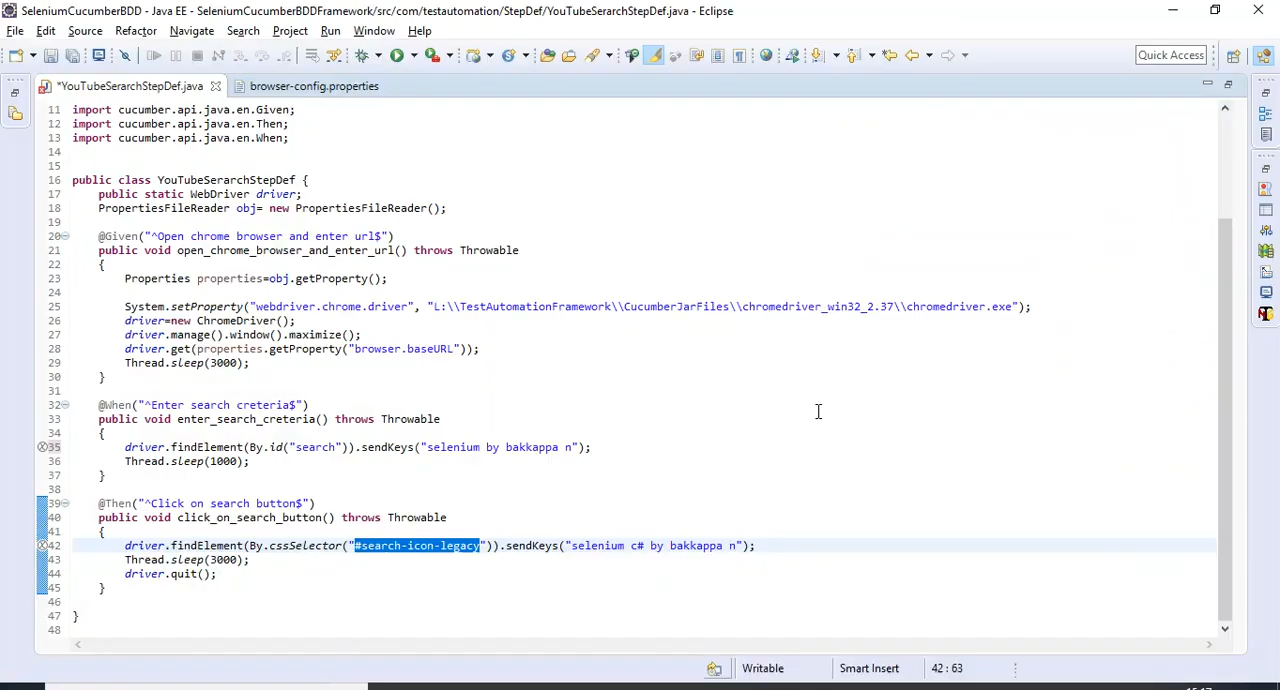 SeleniumCucumberBDD - Java EE - SeleniumCucumberBDDFramework/src/com/testautomation/StepDef/YouTubeSerarchStepDef.java - Eclipse
File Edit Source Refactor Navigate Search Project Run Window Help
Quick Access
*YouTubeSerarchStepDef.java browser-config.properties
11 import cucumber.api.java.en.Given;
12 import cucumber.api.java.en.Then;
13 import cucumber.api.java.en.When;
14
15
16 public class YouTubeSerarchStepDef {
17 public static WebDriver driver;
18 PropertiesFileReader obj= new PropertiesFileReader();
19
20 @Given("^Open chrome browser and enter url$")
21 public void open_chrome_browser_and_enter_url() throws Throwable
22 {
23 Properties properties=obj.getProperty();
24
25 System.setProperty("webdriver.chrome.driver", "L:\\TestAutomationFramework\\CucumberJarFiles\\chromedriver_win32_2.37\\chromedriver.exe");
26 driver=new ChromeDriver();
27 driver.manage().window().maximize();
28 driver.get(properties.getProperty("browser.baseURL"));
29 Thread.sleep(3000);
30 }
31
32 @When("^Enter search creteria$")
33 public void enter_search_creteria() throws Throwable
34 {
35 driver.findElement(By.id("search")).sendKeys("selenium by bakkappa n");
36 Thread.sleep(1000);
37 }
38
39 @Then("^Click on search button$")
40 public void click_on_search_button() throws Throwable
41 {
42 driver.findElement(By.cssSelector("#search-icon-legacy")).sendKeys("selenium c# by bakkappa n");
43 Thread.sleep(3000);
44 driver.quit();
45 }
46
47 }
48
Writable Smart Insert 42 : 63